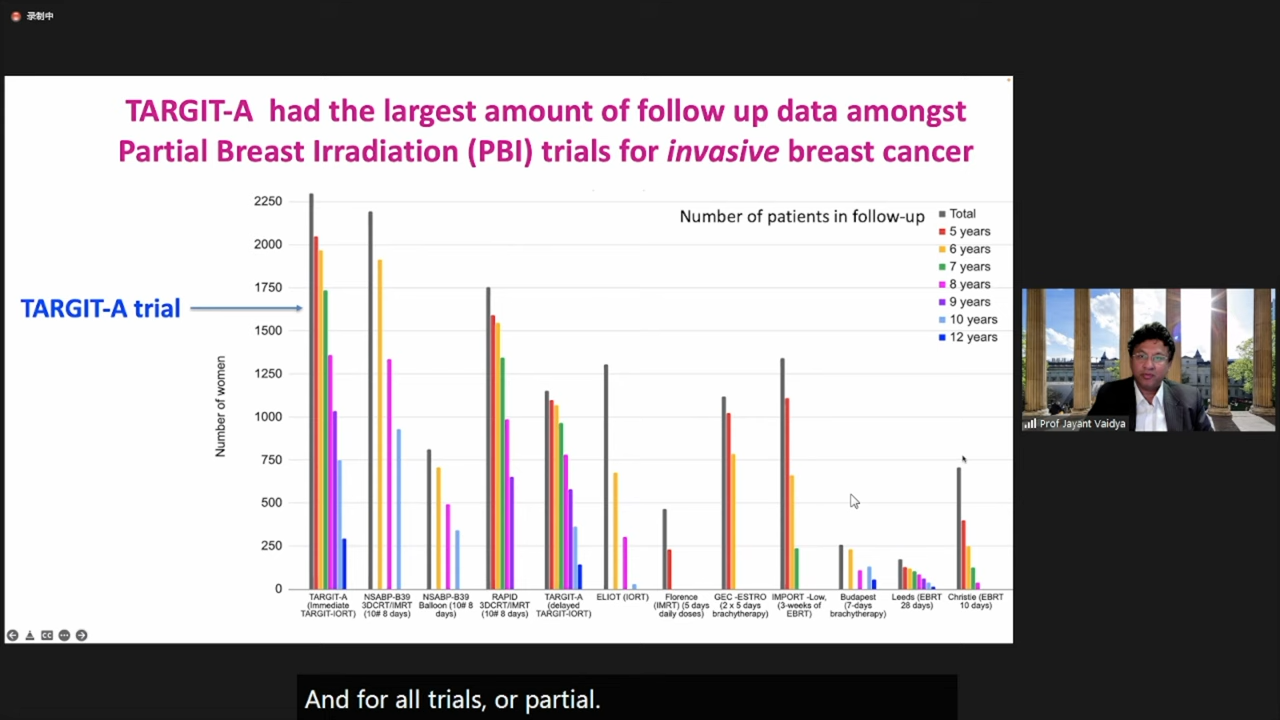 录制中
TARGIT-A had the largest amount of follow up data amongst
Partial Breast Irradiation (PBI) trials for invasive breast cancer
Number of patients in follow-up
Total
5 years
6 years
7 years
8 years
9 years
10 years
12 years
TARGIT-A trial
Number of women
2250
2000
1750
1500
1250
1000
750
500
250
0
TARGIT-A
(Immediate
TARGIT-IORT)
NSABP-B39
3DCRT/IMRT
(10# 8 days)
NSABP-B39
Balloon (10# 8
days)
RAPID
3DCRT/IMRT
(10# 8 days)
TARGIT-A
(delayed
TARGIT-IORT)
ELIOT (IORT)
Florence
(IMRT) (5 days
daily doses)
GEC -ESTRO
(2 x 5 days
brachytherapy)
IMPORT -Low,
(3-weeks of
EBRT)
Budapest
(7-days
brachytherapy)
Leeds (EBRT
28 days)
Christie (EBRT
10 days)
CC
Prof Jayant Vaidya
And for all trials, or partial.